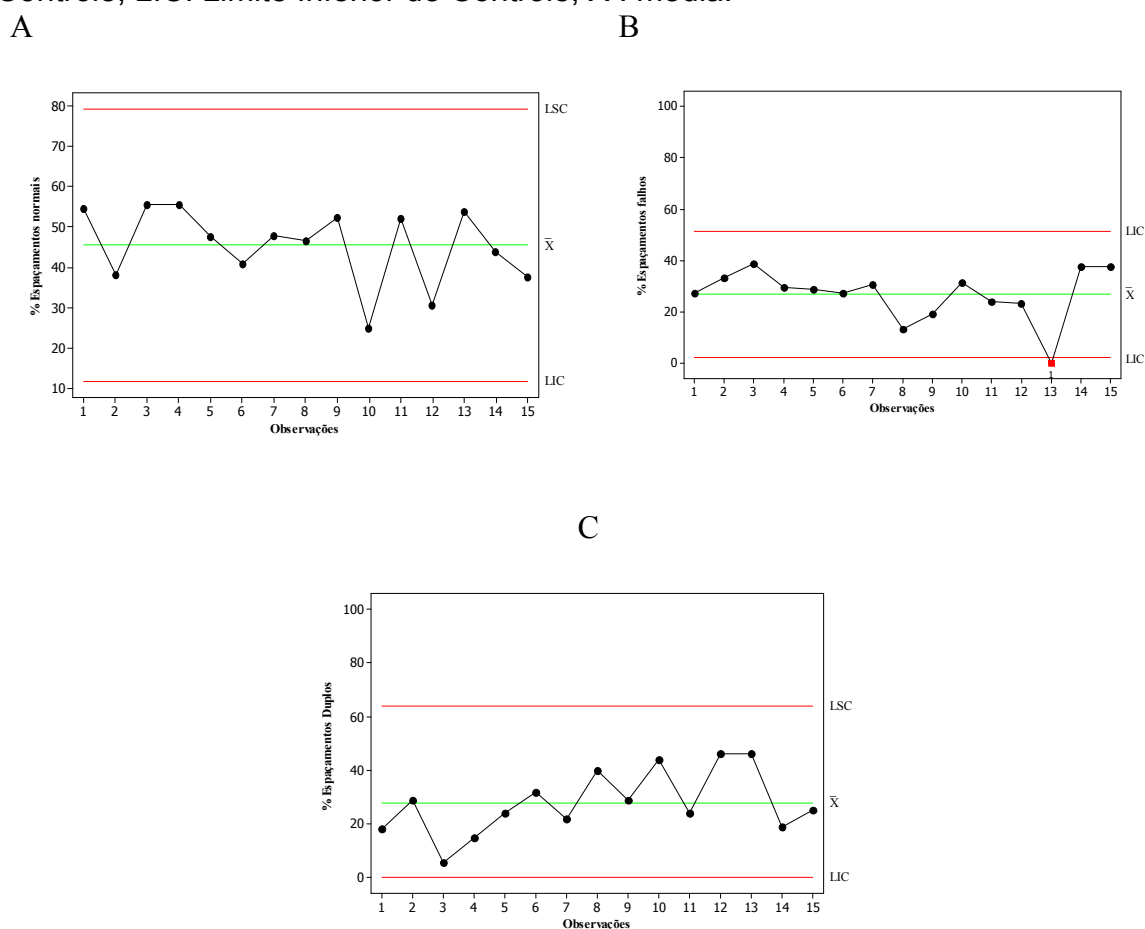 Controle; LIC: Limite Inferior de Controle; X : média.
A
B
80
70
60
50
40
30
20
10
% Espaçamentos normais
LSC
X̄
LIC
1 2 3 4 5 6 7 8 9 10 11 12 13 14 15
Observações
100
80
60
40
20
0
% Espaçamentos falhos
LIC
X̄
LIC
1
1 2 3 4 5 6 7 8 9 10 11 12 13 14 15
Observações
C
100
80
60
40
20
0
% Espaçamentos Duplos
LSC
X̄
LIC
1 2 3 4 5 6 7 8 9 10 11 12 13 14 15
Observações